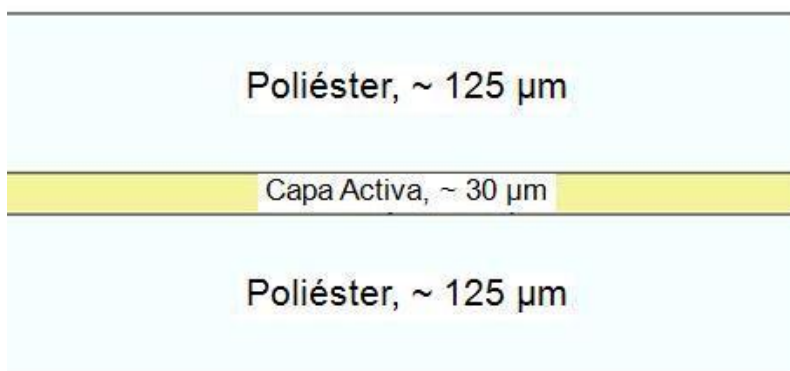 Poliéster, ~ 125 µm
Capa Activa, ~ 30 µm
Poliéster, ~ 125 µm